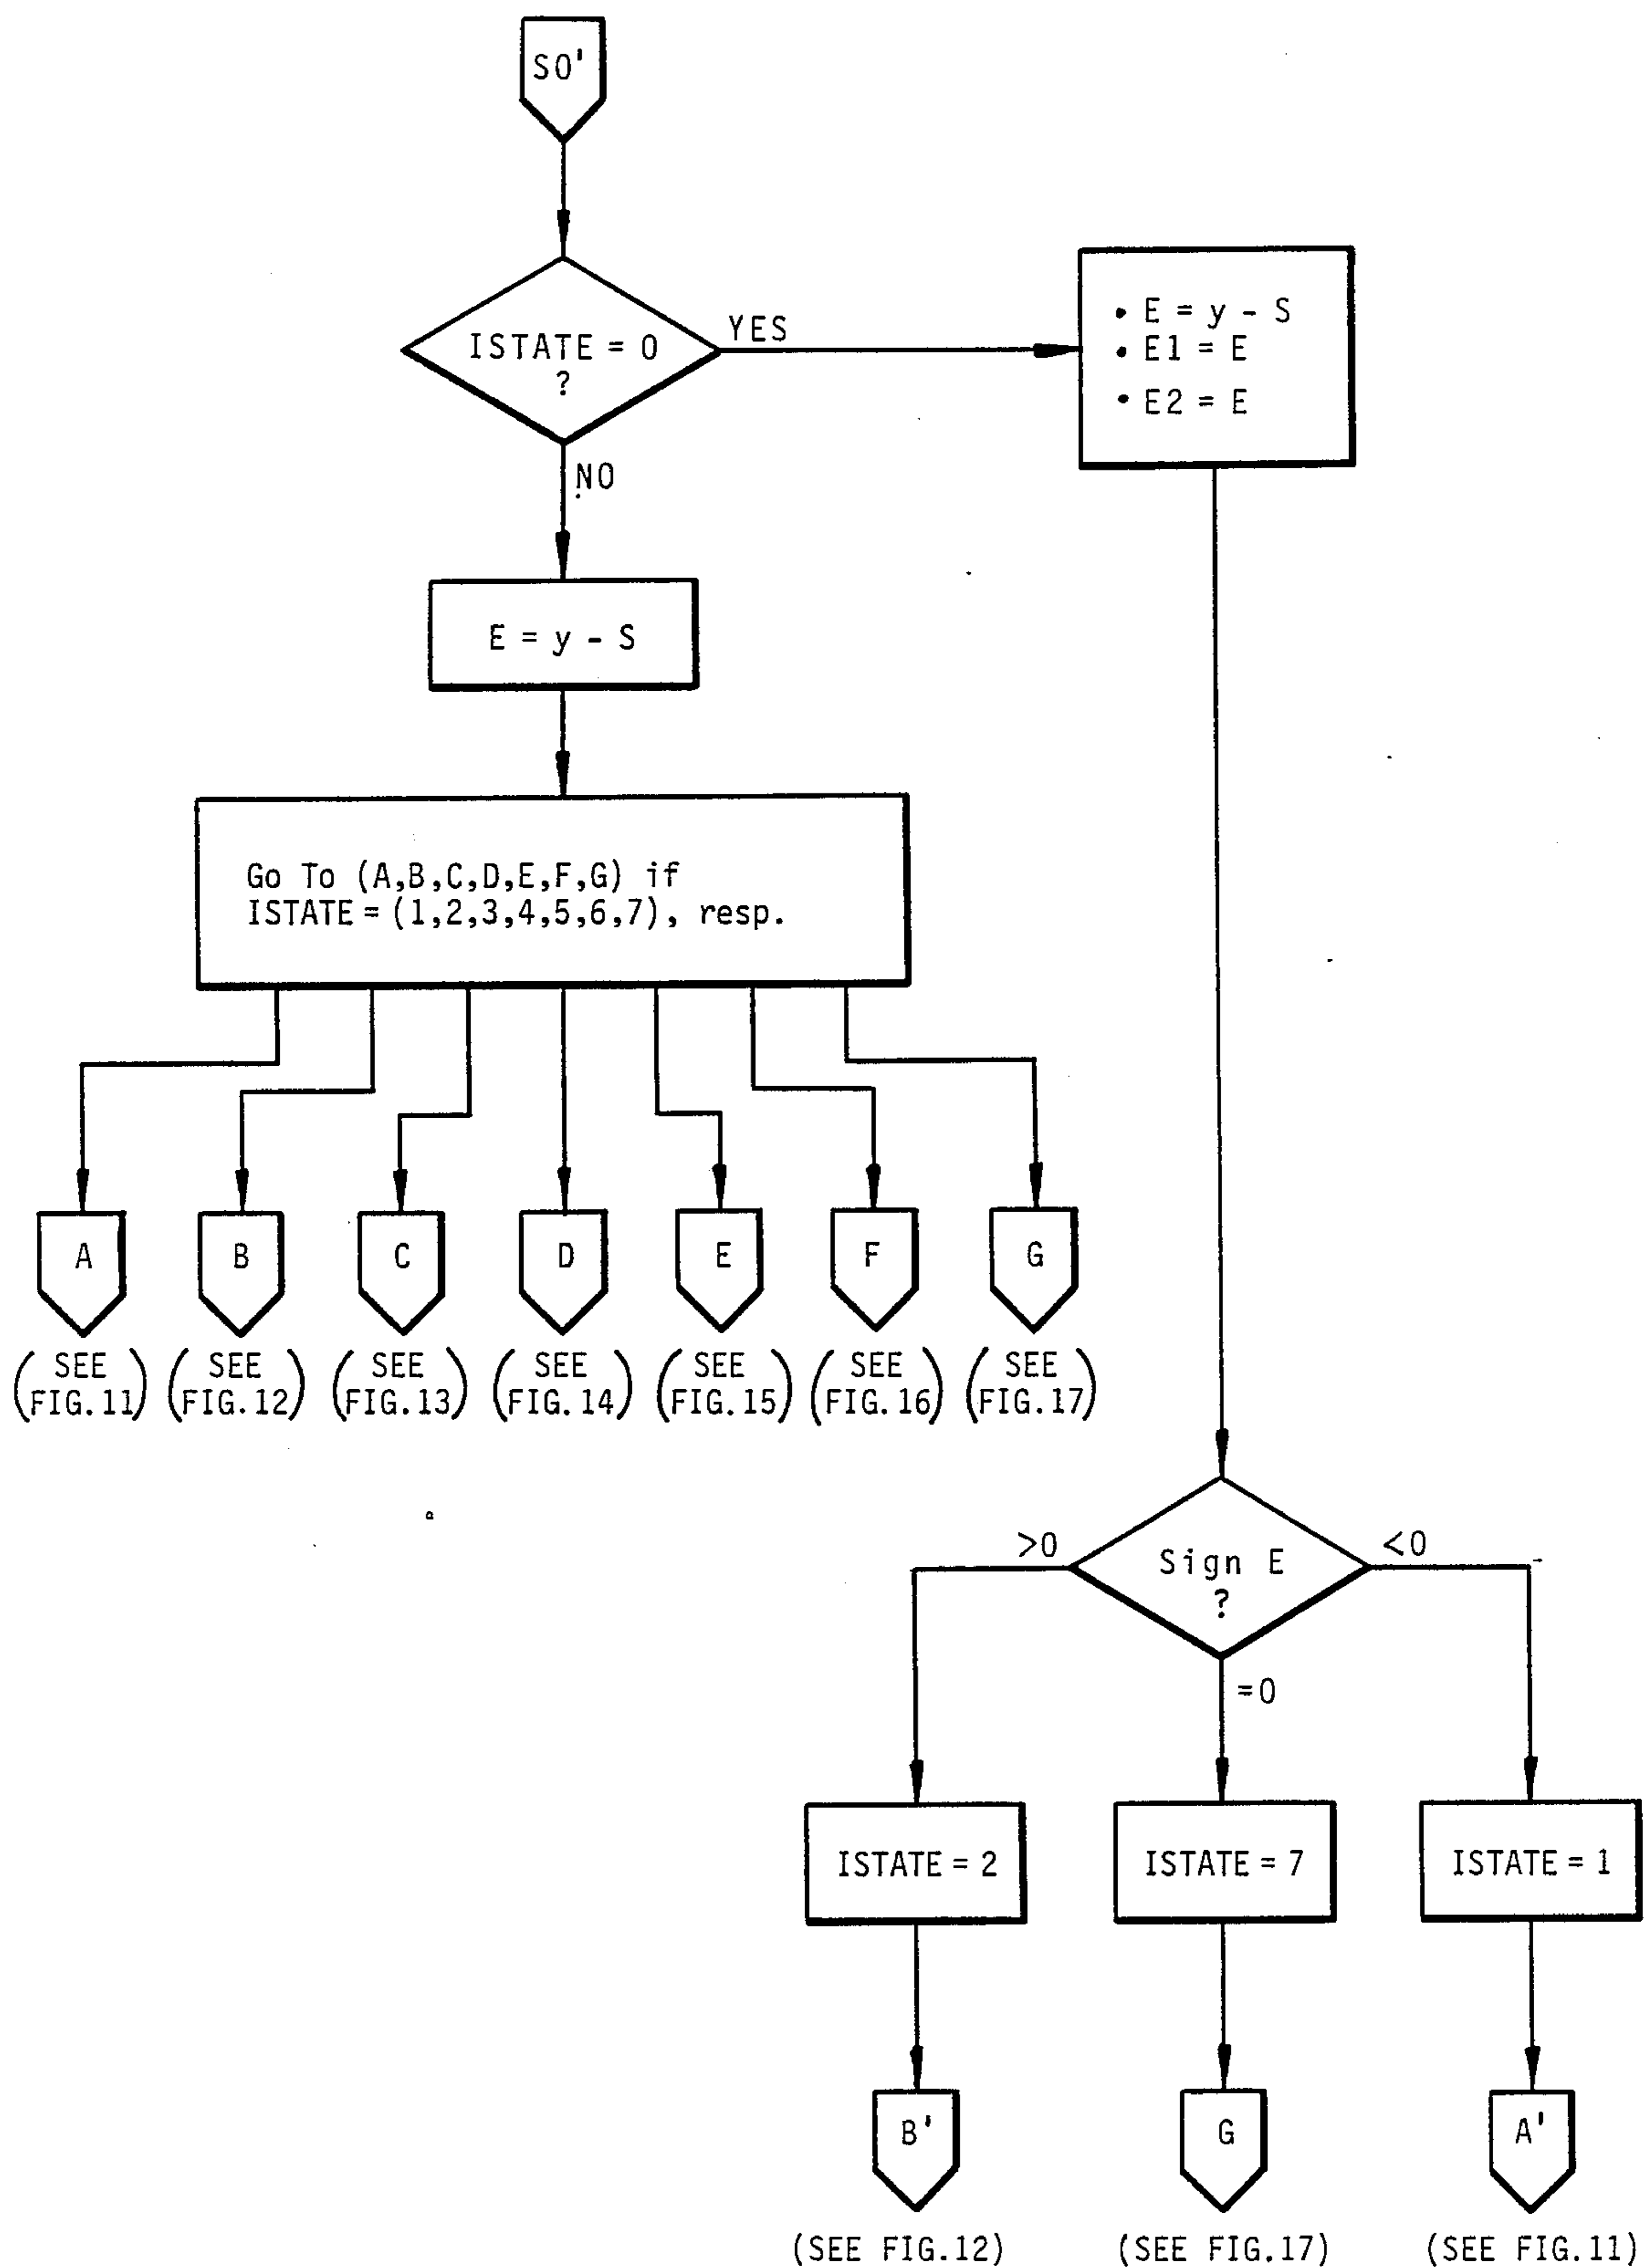 SO'
ISTATE = 0
?
YES
• E = y - S
• E1 = E
• E2 = E
NO
E = y - S
Go To (A,B,C,D,E,F,G) if
ISTATE = (1,2,3,4,5,6,7), resp.
A
B
C
D
E
F
G
(SEE
FIG.11)
(SEE
FIG.12)
(SEE
FIG.13)
(SEE
FIG.14)
(SEE
FIG.15)
(SEE
FIG.16)
(SEE
FIG.17)
>0
Sign E
?
<0
=0
ISTATE = 2
ISTATE = 7
ISTATE = 1
B'
G
A'
(SEE FIG.12)
(SEE FIG.17)
(SEE FIG.11)